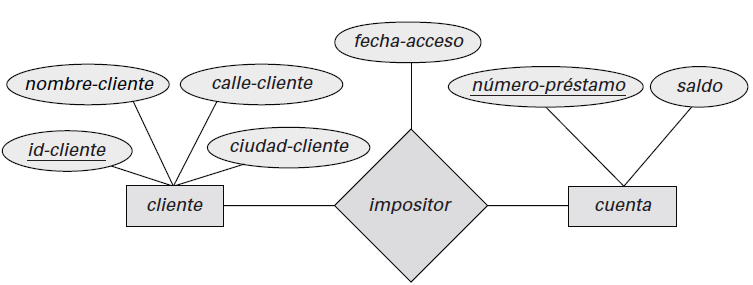 fecha-acceso
nombre-cliente
calle-cliente
número-préstamo
saldo
id-cliente
ciudad-cliente
cliente
impositor
cuenta